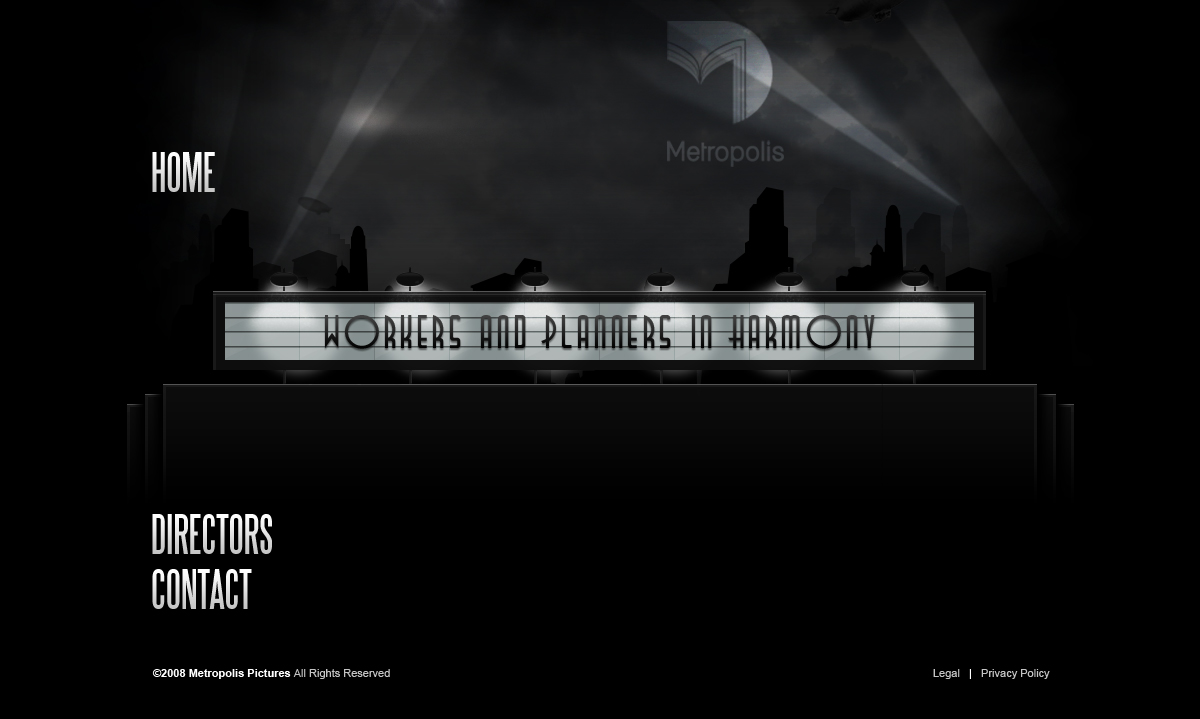 Metropolis
HOME
WORKERS AND PLANNERS IN HARMONY
DIRECTORS
CONTACT
©2008 Metropolis Pictures All Rights Reserved
Legal | Privacy Policy